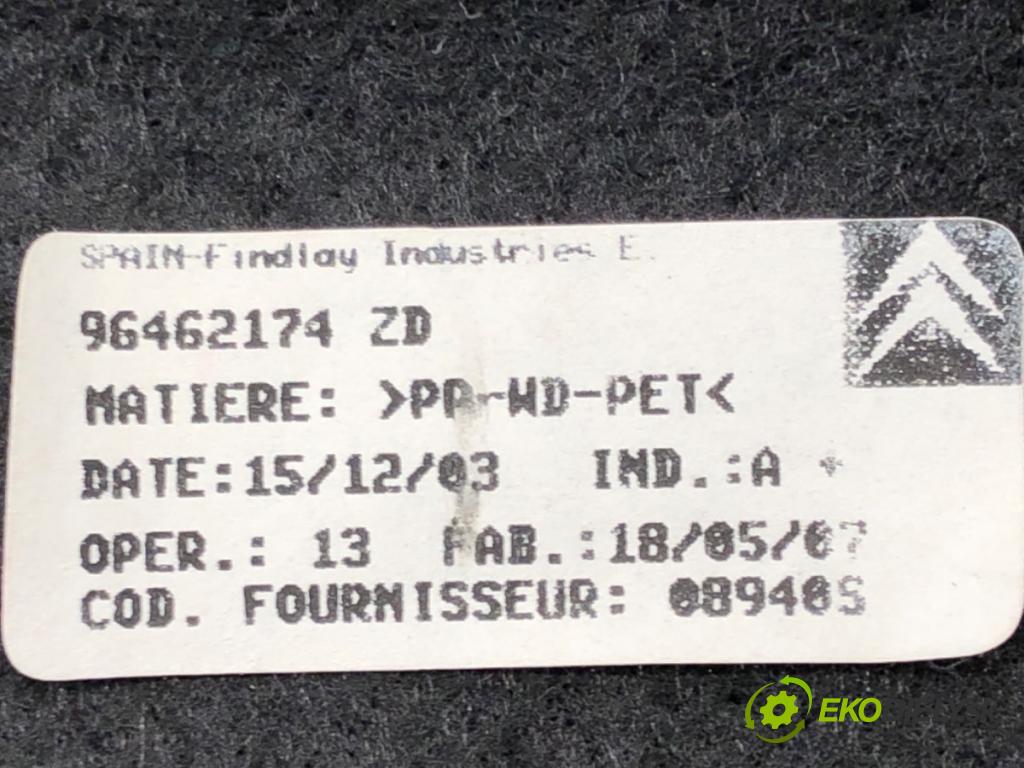 SPAIN-Findlay Industries E.
96462174 ZD
MATIERE: >PP-WD-PET<
DATE:15/12/03 IND.:A
OPER.: 13 FAB.:18/05/07
COD. FOURNISSEUR: 08940S
EKO